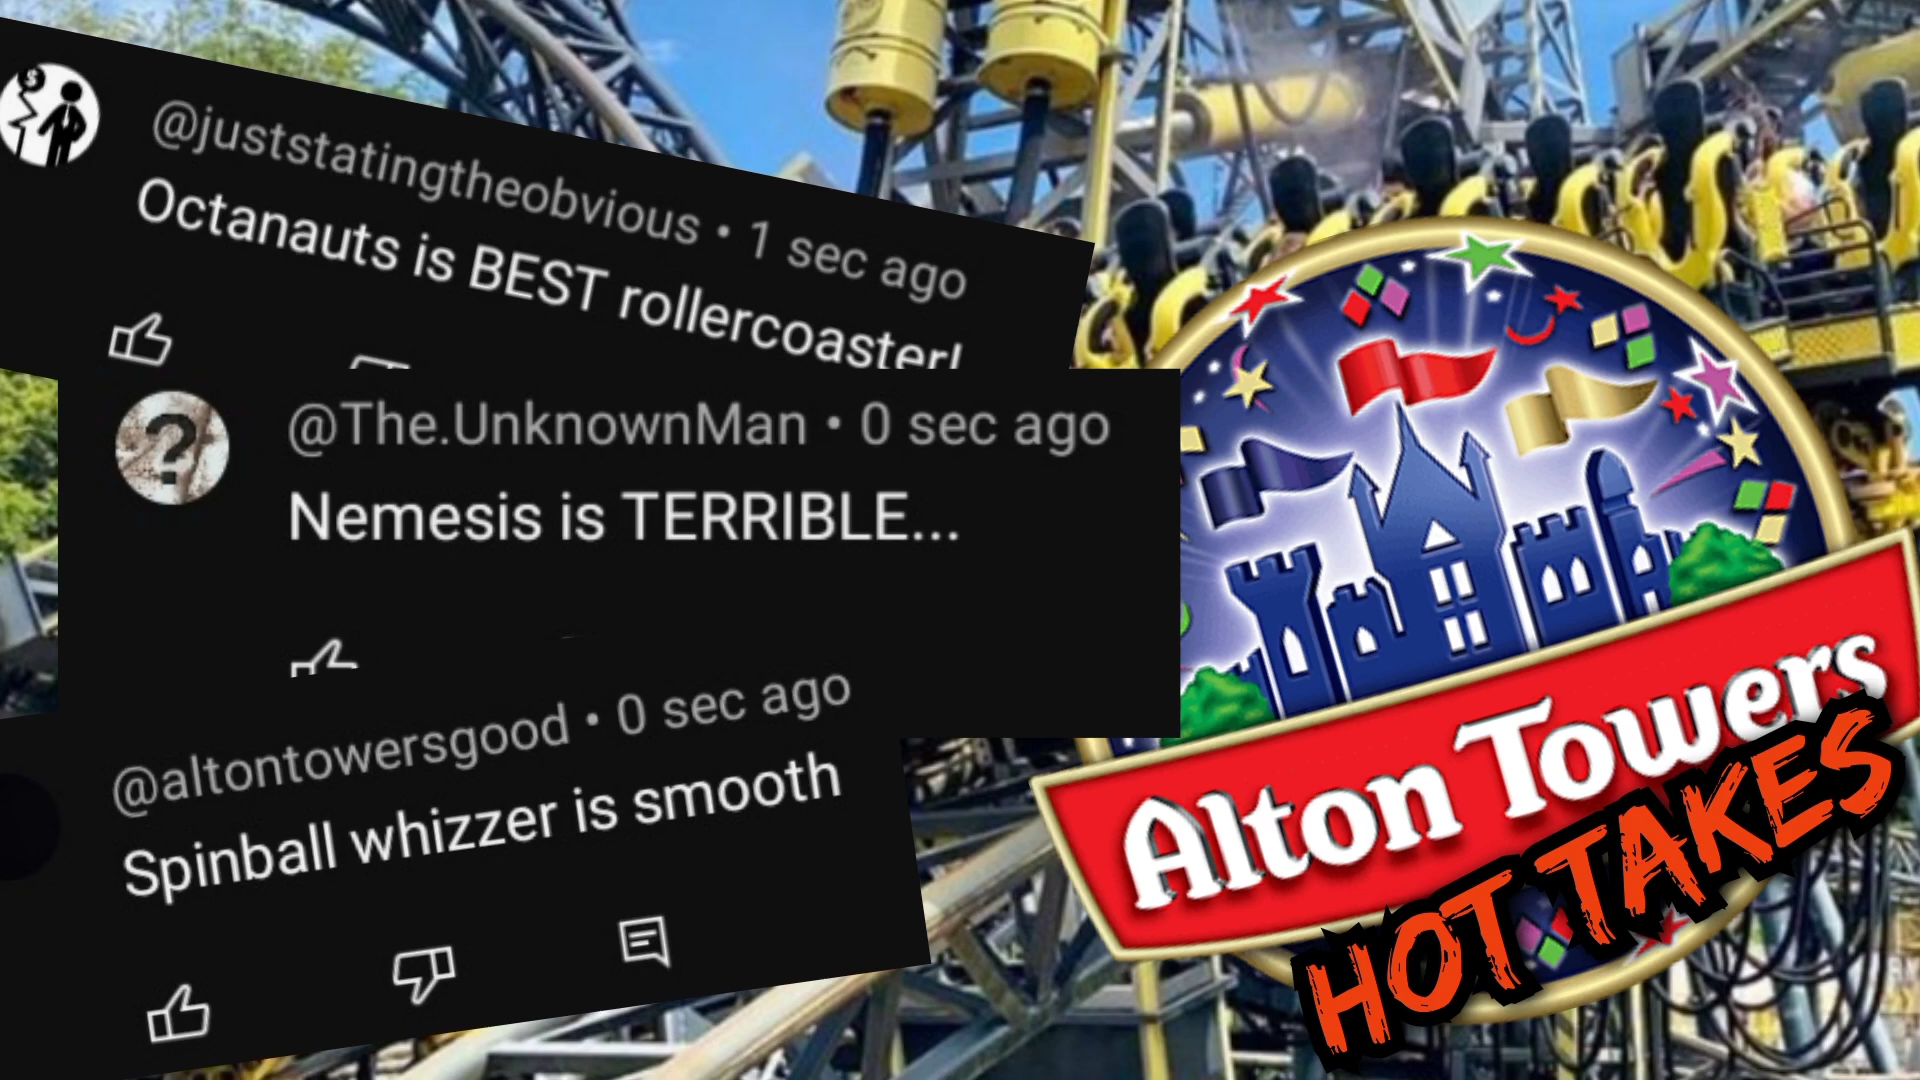 @juststatingtheobvious • 1 sec ago
Octanauts is BEST rollercoaster!
@The.UnknownMan • 0 sec ago
Nemesis is TERRIBLE...
@altontowersgood • 0 sec ago
Spinball whizzer is smooth
Alton Towers
HOT TAKES